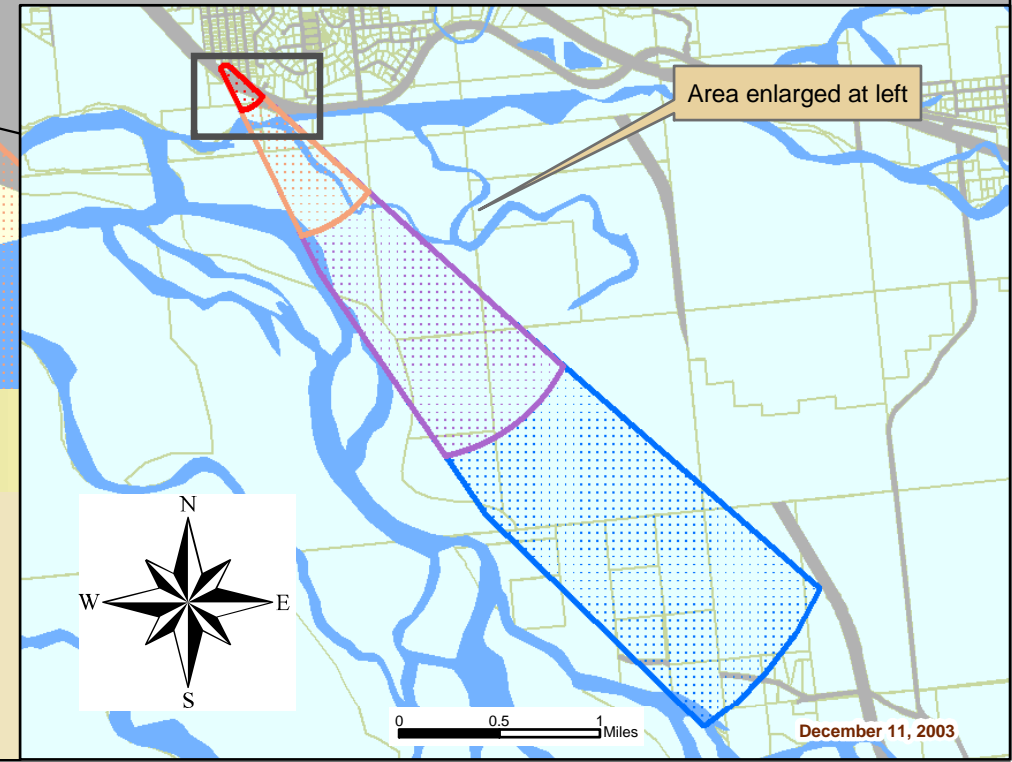 Area enlarged at left
N
W E
S
0 0.5 1
Miles
December 11, 2003